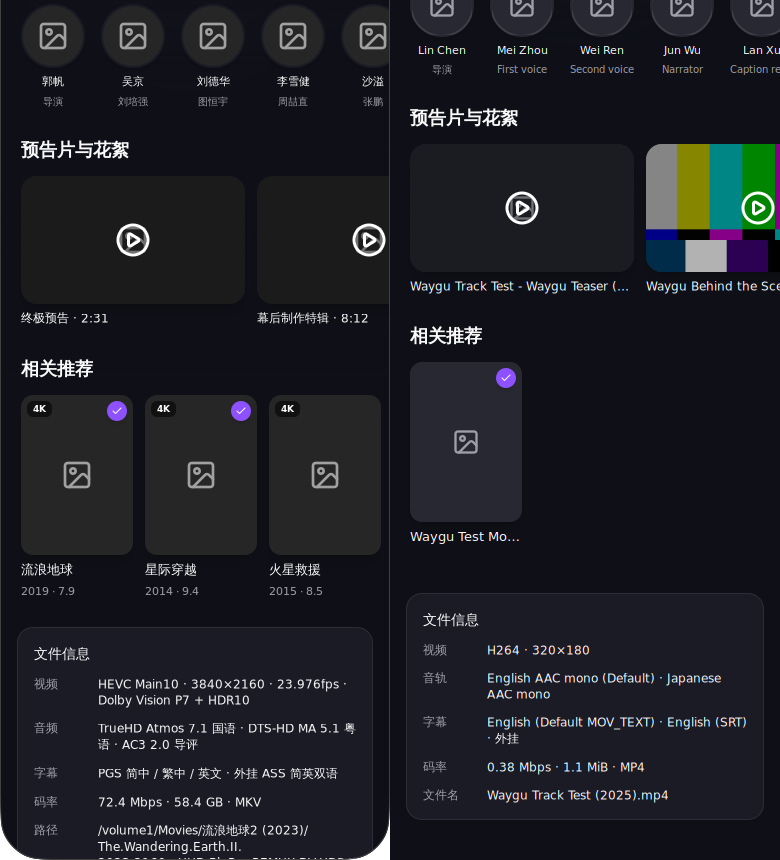 郭帆
吴京
刘德华
李雪健
沙溢
导演
刘培强
图恒宇
周喆直
张鹏
预告片与花絮
终极预告 · 2:31
幕后制作特辑 · 8:12
相关推荐
4K
4K
4K
流浪地球
星际穿越
火星救援
2019 · 7.9
2014 · 9.4
2015 · 8.5
文件信息
视频
HEVC Main10 · 3840×2160 · 23.976fps ·
Dolby Vision P7 + HDR10
音频
TrueHD Atmos 7.1 国语 · DTS-HD MA 5.1 粤
语 · AC3 2.0 导评
字幕
PGS 简中 / 繁中 / 英文 · 外挂 ASS 简英双语
码率
72.4 Mbps · 58.4 GB · MKV
路径
/volume1/Movies/流浪地球2 (2023)/
The.Wandering.Earth.II.
Lin Chen
Mei Zhou
Wei Ren
Jun Wu
Lan Xu
导演
First voice
Second voice
Narrator
Caption re
预告片与花絮
Waygu Track Test - Waygu Teaser (...
Waygu Behind the Sce
相关推荐
Waygu Test Mo...
文件信息
视频
H264 · 320×180
音轨
English AAC mono (Default) · Japanese
AAC mono
字幕
English (Default MOV_TEXT) · English (SRT)
· 外挂
码率
0.38 Mbps · 1.1 MiB · MP4
文件名
Waygu Track Test (2025).mp4